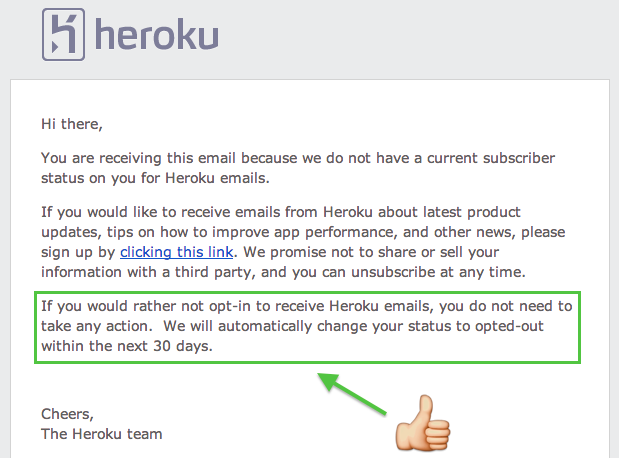 heroku
Hi there,
You are receiving this email because we do not have a current subscriber
status on you for Heroku emails.
If you would like to receive emails from Heroku about latest product
updates, tips on how to improve app performance, and other news, please
sign up by clicking this link. We promise not to share or sell your
information with a third party, and you can unsubscribe at any time.
If you would rather not opt-in to receive Heroku emails, you do not need to
take any action.  We will automatically change your status to opted-out
within the next 30 days.
Cheers,
The Heroku team